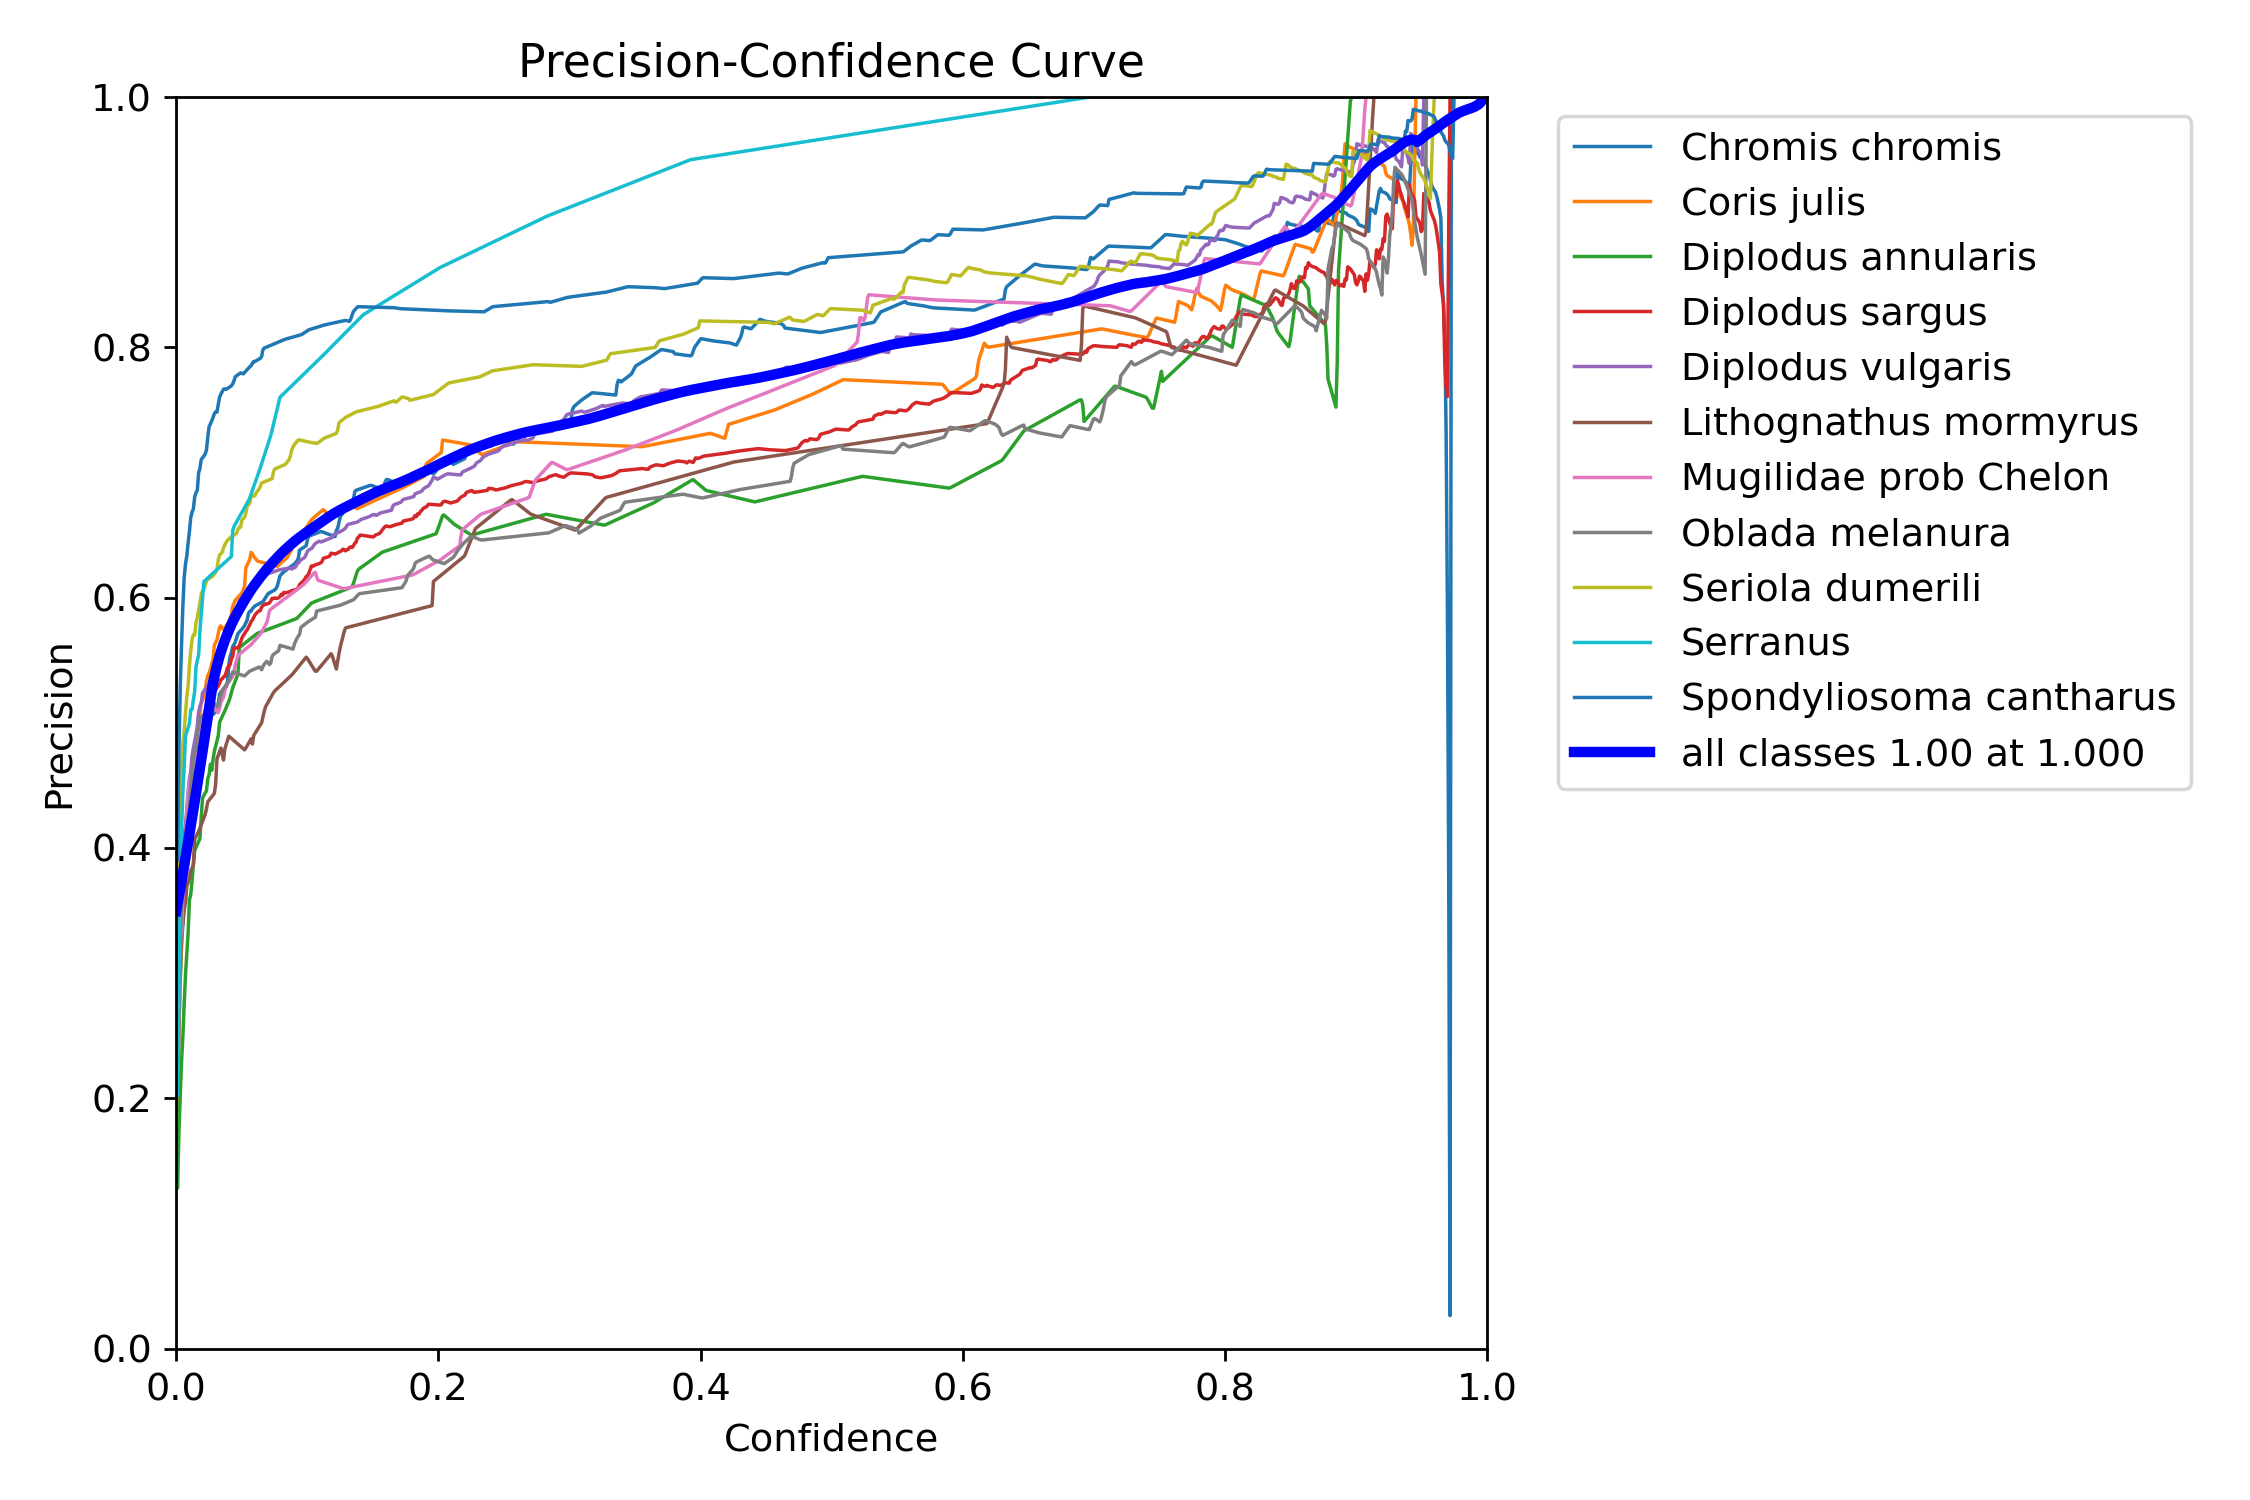 Precision-Confidence Curve
1.0
0.8
0.6
0.4
0.2
0.0
Precision
0.0 0.2 0.4 0.6 0.8 1.0
Confidence
Chromis chromis
Coris julis
Diplodus annularis
Diplodus sargus
Diplodus vulgaris
Lithognathus mormyrus
Mugilidae prob Chelon
Oblada melanura
Seriola dumerili
Serranus
Spondyliosoma cantharus
all classes 1.00 at 1.000